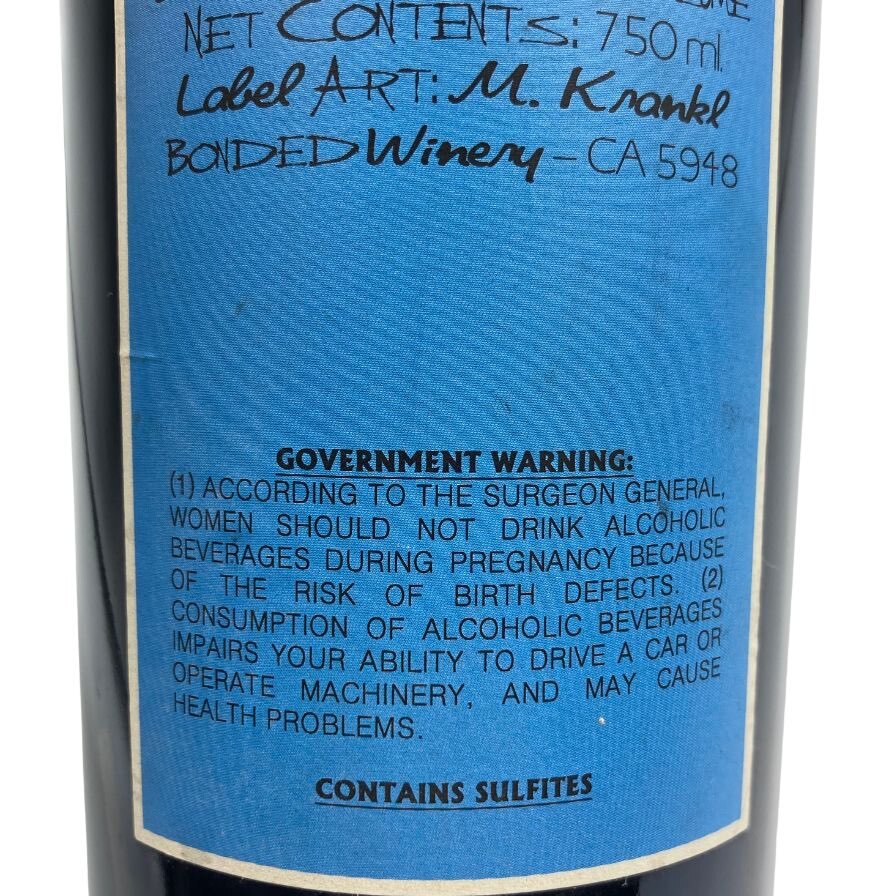 NET CONTENTS: 750 ml.
Label ART: M. Krankl
BONDED Winery – CA 5948
GOVERNMENT WARNING:
(1) ACCORDING TO THE SURGEON GENERAL,
WOMEN SHOULD NOT DRINK ALCOHOLIC
BEVERAGES DURING PREGNANCY BECAUSE
OF THE RISK OF BIRTH DEFECTS. (2)
CONSUMPTION OF ALCOHOLIC BEVERAGES
IMPAIRS YOUR ABILITY TO DRIVE A CAR OR
OPERATE MACHINERY, AND MAY CAUSE
HEALTH PROBLEMS.
CONTAINS SULFITES